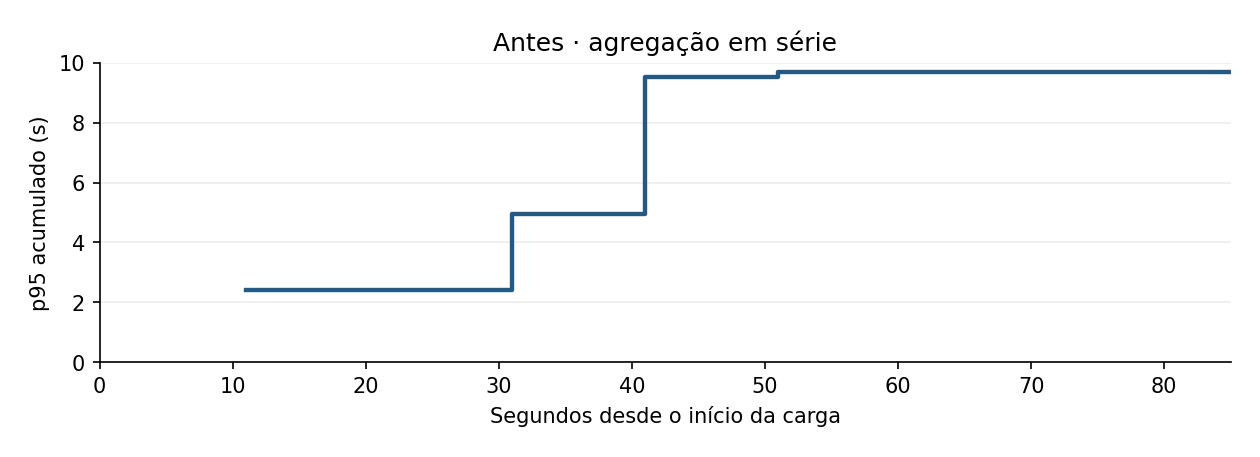 Antes · agregação em série
p95 acumulado (s)
10
8
6
4
2
0
0 10 20 30 40 50 60 70 80
Segundos desde o início da carga